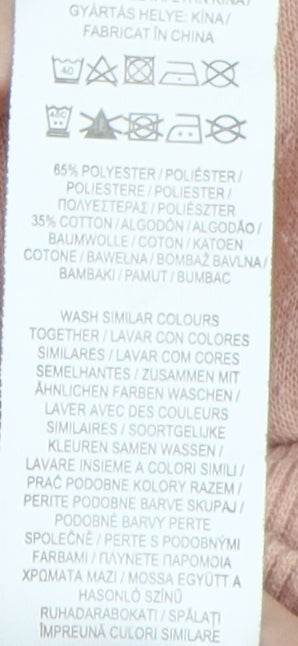 GYÁRTÁS HELYE: KÍNA /
FABRICAT ÎN CHINA
40
40C
65% POLYESTER / POLIÉSTER /
POLIESTERE / POLIESTER /
ΠΟΛΥΕΣΤΕΡΑΣ / POLIÉSZTER
35% COTTON / ALGODÓN / ALGODÃO /
BAUMWOLLE / COTON / KATOEN
COTONE / BAWEŁNA / BOMBAŽ BAVLNA /
BAMBAKI / PAMUT / BUMBAC
WASH SIMILAR COLOURS
TOGETHER / LAVAR CON COLORES
SIMILARES / LAVAR COM CORES
SEMELHANTES / ZUSAMMEN MIT
ÄHNLICHEN FARBEN WASCHEN /
LAVER AVEC DES COULEURS
SIMILAIRES / SOORTGELIJKE
KLEUREN SAMEN WASSEN /
LAVARE INSIEME A COLORI SIMILI /
PRAĆ PODOBNE KOLORY RAZEM /
PERITE PODOBNE BARVE SKUPAJ /
PODOBNÉ BARVY PERTE
SPOLEČNĚ / PERTE S PODOBNÝMI
FARBAMI / ΠΛΥΝΕΤΕ ΠΑΡΟΜΟΙΑ
ΧΡΩΜΑΤΑ ΜΑΖΙ / MOSSA EGYÜTT A
HASONLÓ SZÍNŰ
RUHADARABOKATI / SPĂLAȚI
ÎMPREUNĂ CULORI SIMILARE